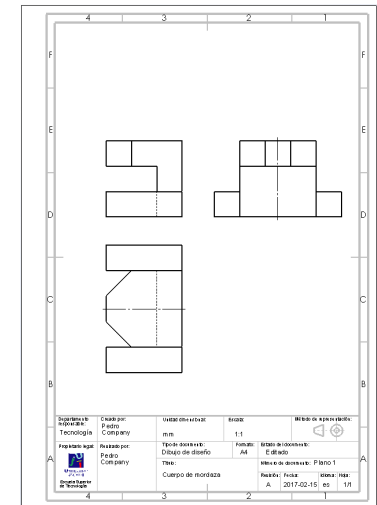 4 3 2 1
F F
E E
D D
C C
B B
A A
Departamento responsable:
Tecnología
Creado por:
Pedro Company
Unidad dimensional:
mm
Escala:
1:1
Método de representación:
Propietario legal:
Escuela Superior de Tecnología
Revisado por:
Pedro Company
Tipo de documento:
Dibujo de diseño
Formato:
A4
Estado de documento:
Editado
Título:
Cuerpo de mordaza
Número de documento: Plano 1
Revisión: Fecha: Idioma: Hoja:
A 2017-02-15 es 1/1
4 3 2 1